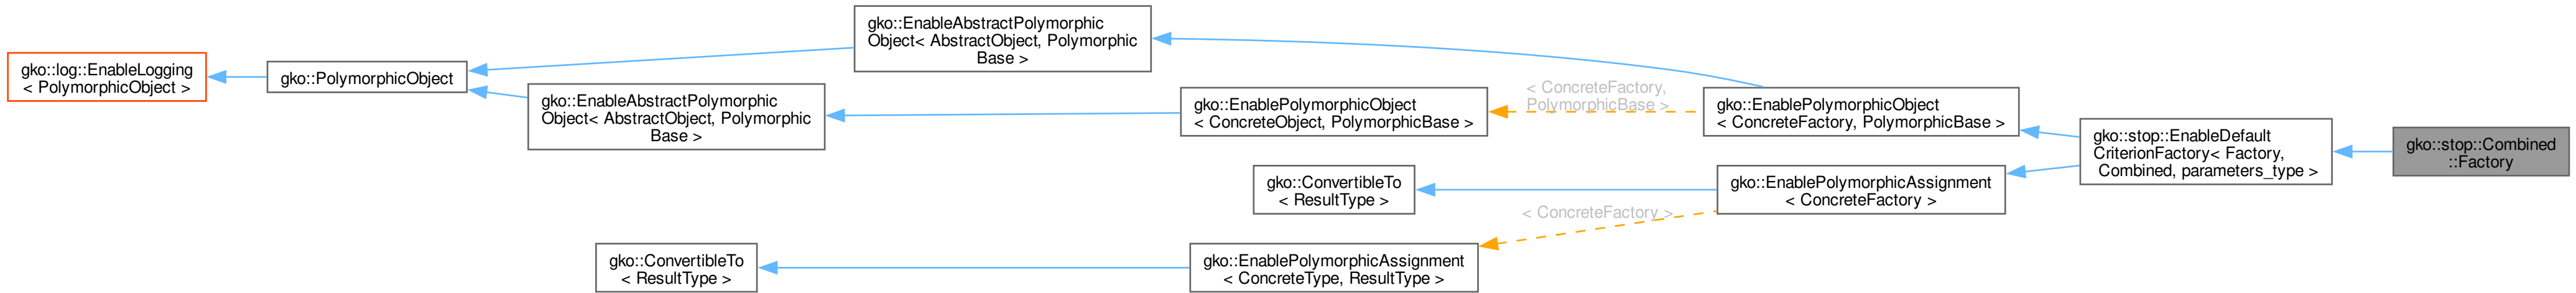 gko::log::EnableLogging
< PolymorphicObject >
gko::PolymorphicObject
gko::EnableAbstractPolymorphic
Object< AbstractObject, Polymorphic
Base >
gko::EnableAbstractPolymorphic
Object< AbstractObject, Polymorphic
Base >
gko::EnablePolymorphicObject
< ConcreteObject, PolymorphicBase >
< ConcreteFactory,
PolymorphicBase >
gko::EnablePolymorphicObject
< ConcreteFactory, PolymorphicBase >
gko::ConvertibleTo
< ResultType >
gko::EnablePolymorphicAssignment
< ConcreteFactory >
< ConcreteFactory >
gko::ConvertibleTo
< ResultType >
gko::EnablePolymorphicAssignment
< ConcreteType, ResultType >
gko::stop::EnableDefault
CriterionFactory< Factory,
Combined, parameters_type >
gko::stop::Combined
::Factory